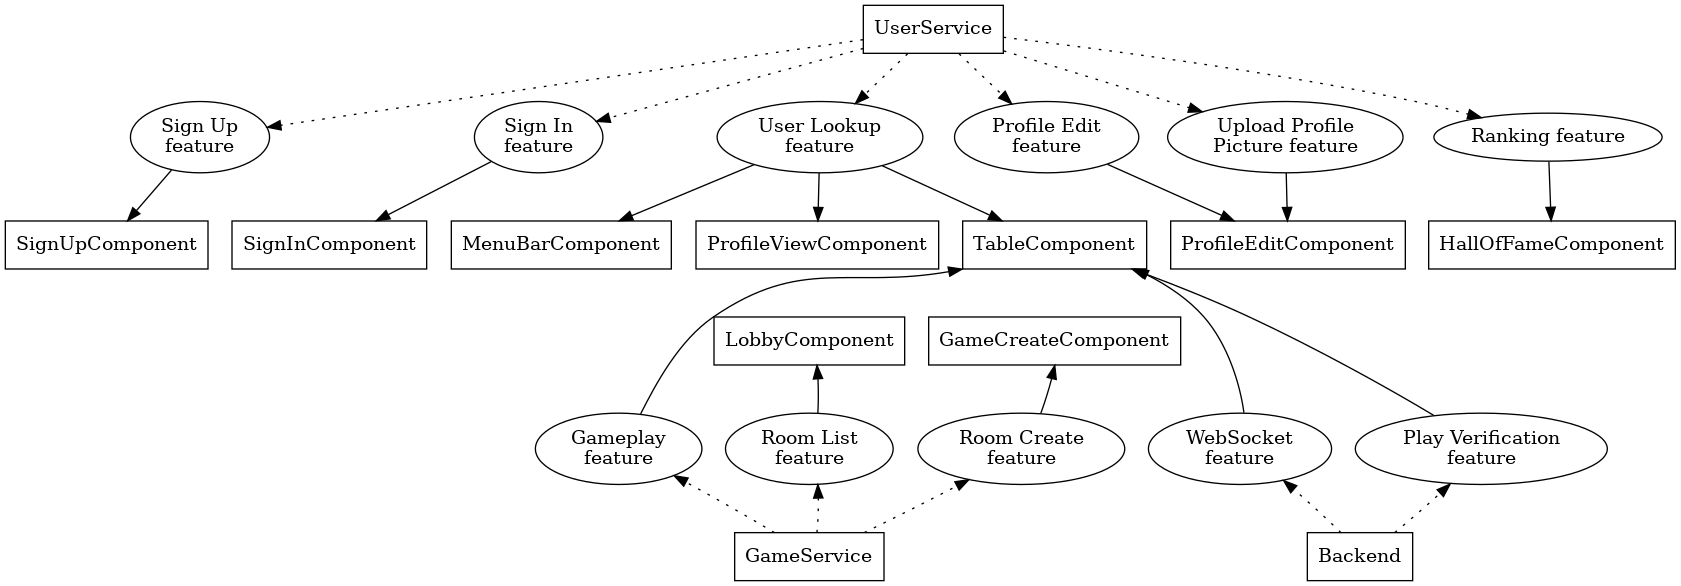 UserService
Sign Up
feature
Sign In
feature
User Lookup
feature
Profile Edit
feature
Upload Profile
Picture feature
Ranking feature
SignUpComponent
SignInComponent
MenuBarComponent
ProfileViewComponent
TableComponent
ProfileEditComponent
HallOfFameComponent
LobbyComponent
GameCreateComponent
Gameplay
feature
Room List
feature
Room Create
feature
WebSocket
feature
Play Verification
feature
GameService
Backend